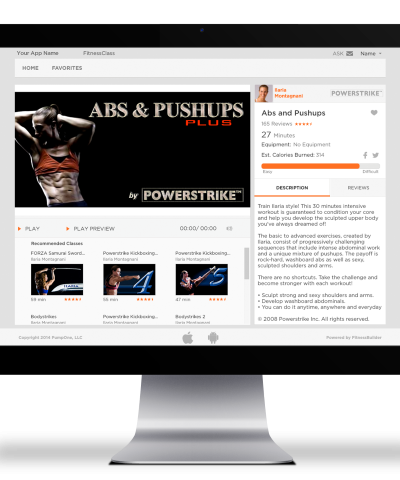 Your App Name FitnessClass ASK Name
HOME FAVORITES
ABS & PUSHUPS
PLUS
by POWERSTRIKE™
PLAY PLAY PREVIEW 00:00/ 00:00
Recommended Classes
FORZA Samurai Sword...
Ilaria Montagnani
59 min
Powerstrike Kickboxing...
Ilaria Montagnani
4
55 min
Powerstrike Kickboxing...
Ilaria Montagnani
5
47 min
Bodystrikes
Ilaria Montagnani
Powerstrike Kickboxing...
Ilaria Montagnani
Bodystrikes 2
Ilaria Montagnani
Ilaria
Montagnani
POWERSTRIKE™
Abs and Pushups
165 Reviews
27 Minutes
Equipment: No Equipment
Est. Calories Burned: 314
Easy Difficult
DESCRIPTION REVIEWS
Train Ilaria style! This 30 minutes intensive
workout is guaranteed to condition your core
and help you develop the sculpted upper body
you've always dreamed of!
The basic to advanced exercises, created by
Ilaria, consist of progressively challenging
sequences that include intense abdominal work
and a unique mixture of pushups. The payoff is
rock-hard, washboard abs as well as sexy,
sculpted shoulders and arms.
There are no shortcuts. Take the challenge and
become stronger with each workout!
• Sculpt strong and sexy shoulders and arms.
• Develop washboard abdominals.
• You can do it anytime, anywhere and everyday
© 2008 Powerstrike Inc. All rights reserved.
Copyright 2014 PumpOne, LLC Powered by FitnessBuilder